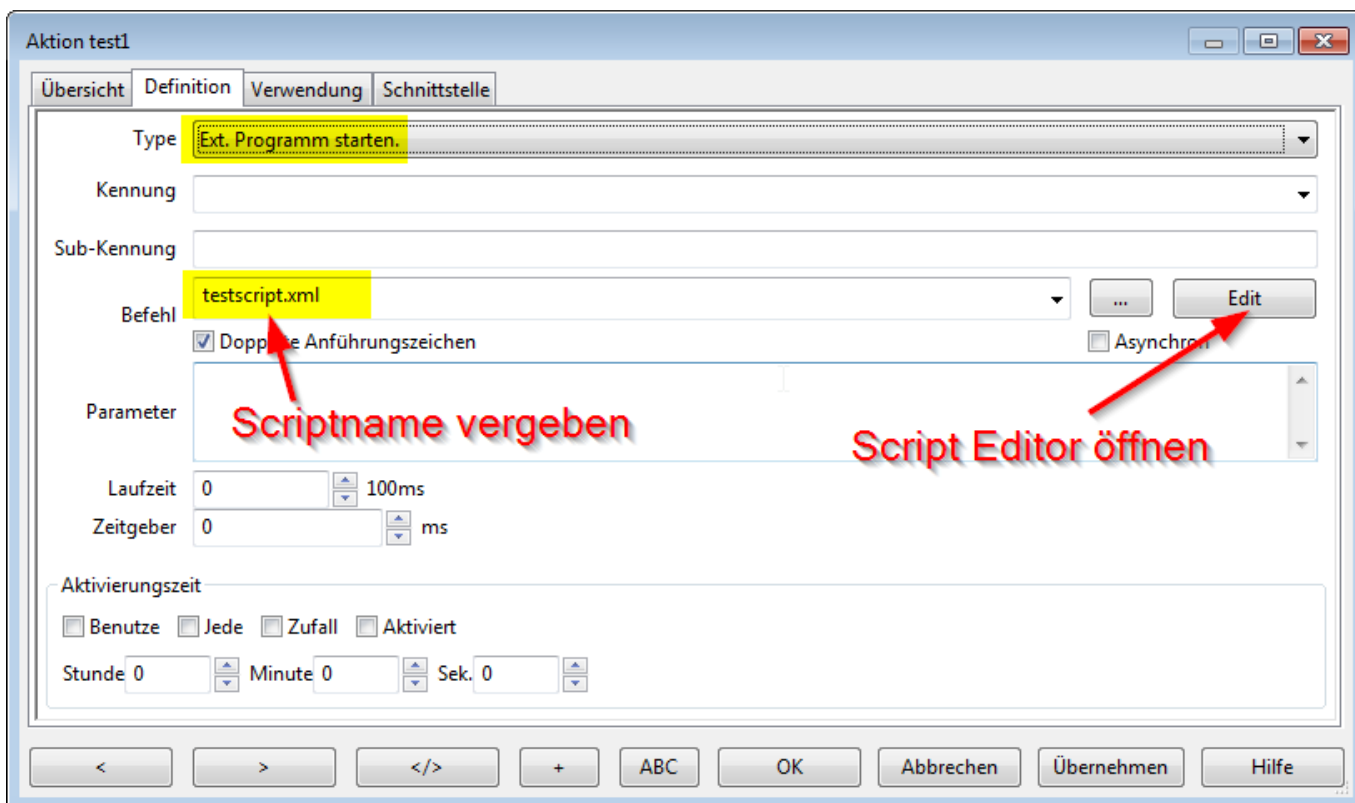 Aktion test1
Übersicht Definition Verwendung Schnittstelle
Type Ext. Programm starten.
Kennung
Sub-Kennung
Befehl testscript.xml ... Edit
Doppelte Anführungszeichen Asynchron
Parameter
Scriptname vergeben
Script Editor öffnen
Laufzeit 0 100ms
Zeitgeber 0 ms
Aktivierungszeit
Benutze Jede Zufall Aktiviert
Stunde 0 Minute 0 Sek. 0
< > </> + ABC OK Abbrechen Übernehmen Hilfe